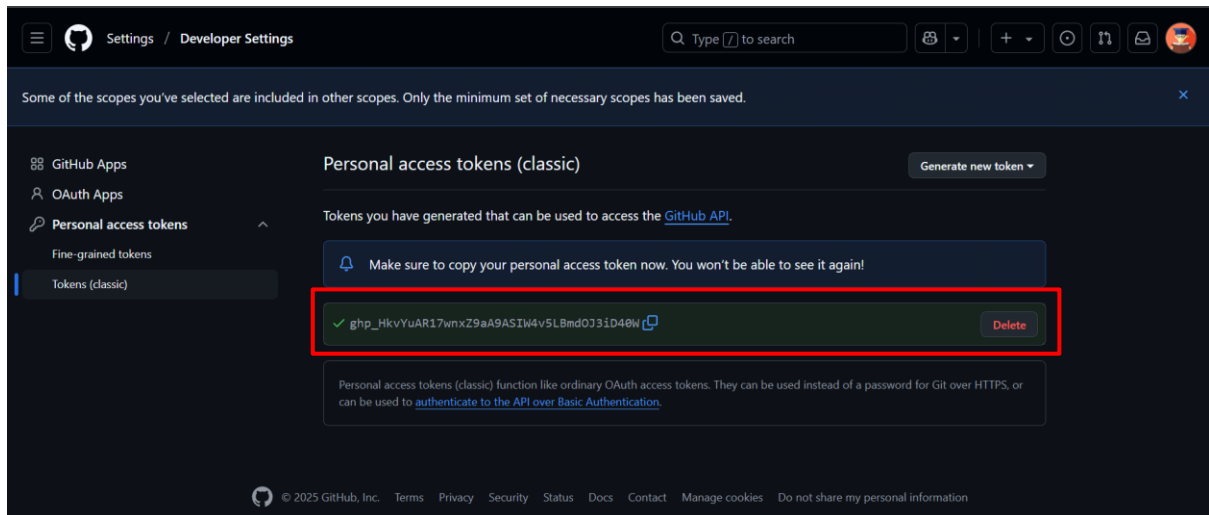 Settings / Developer Settings
Type / to search
Some of the scopes you've selected are included in other scopes. Only the minimum set of necessary scopes has been saved.
GitHub Apps
OAuth Apps
Personal access tokens
Fine-grained tokens
Tokens (classic)
Personal access tokens (classic)
Generate new token
Tokens you have generated that can be used to access the GitHub API.
Make sure to copy your personal access token now. You won't be able to see it again!
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
Delete
Personal access tokens (classic) function like ordinary OAuth access tokens. They can be used instead of a password for Git over HTTPS, or
can be used to authenticate to the API over Basic Authentication.
© 2025 GitHub, Inc. Terms Privacy Security Status Docs Contact Manage cookies Do not share my personal information